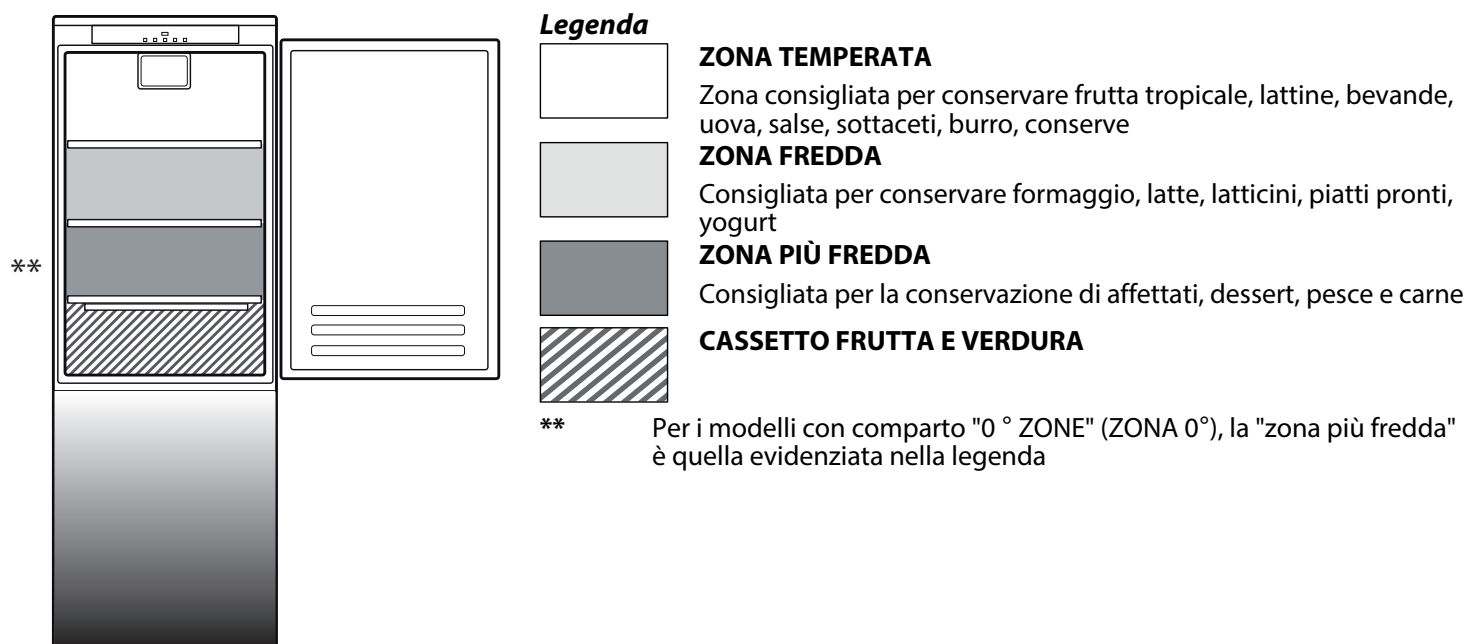 Legenda
ZONA TEMPERATA
Zona consigliata per conservare frutta tropicale, lattine, bevande,
uova, salse, sottaceti, burro, conserve
ZONA FREDDA
Consigliata per conservare formaggio, latte, latticini, piatti pronti,
yogurt
ZONA PIÙ FREDDA
Consigliata per la conservazione di affettati, dessert, pesce e carne
CASSETTO FRUTTA E VERDURA
**
** Per i modelli con comparto "0 ° ZONE" (ZONA 0°), la "zona più fredda"
è quella evidenziata nella legenda